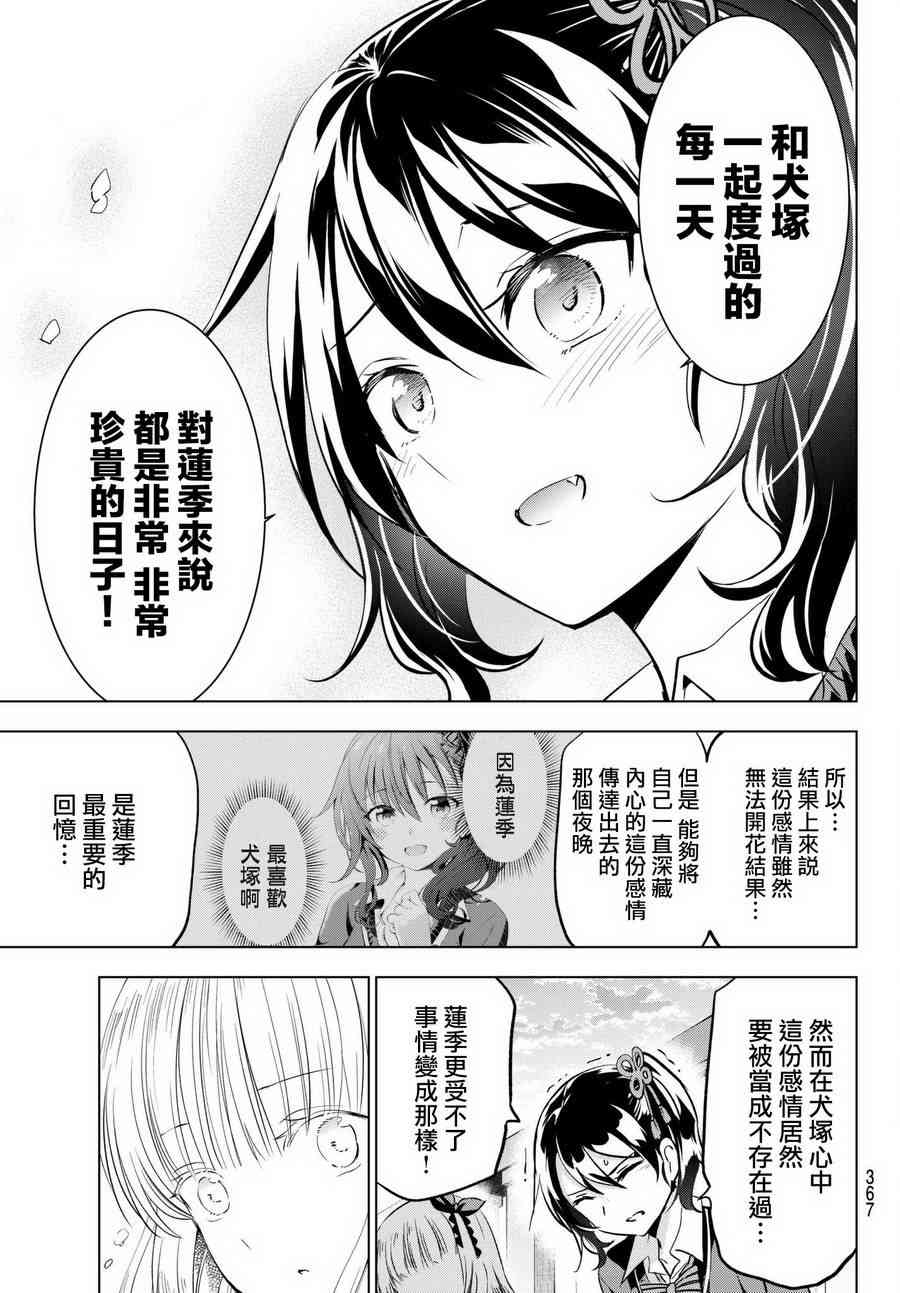 和犬塚
一起度過的
每一天
對蓮季來說
都是非常 非常
珍貴的日子！
所以…
結果上來說
這份感情雖然
無法開花結果…
但是 能夠將
自己一直深藏
內心的這份感情
傳達出去的
那個夜晚
因為蓮季
最喜歡
犬塚啊
是蓮季
最重要的
回憶…
然而在犬塚心中
這份感情居然
要被當成不存在過…
蓮季更受不了
事情變成那樣！
367